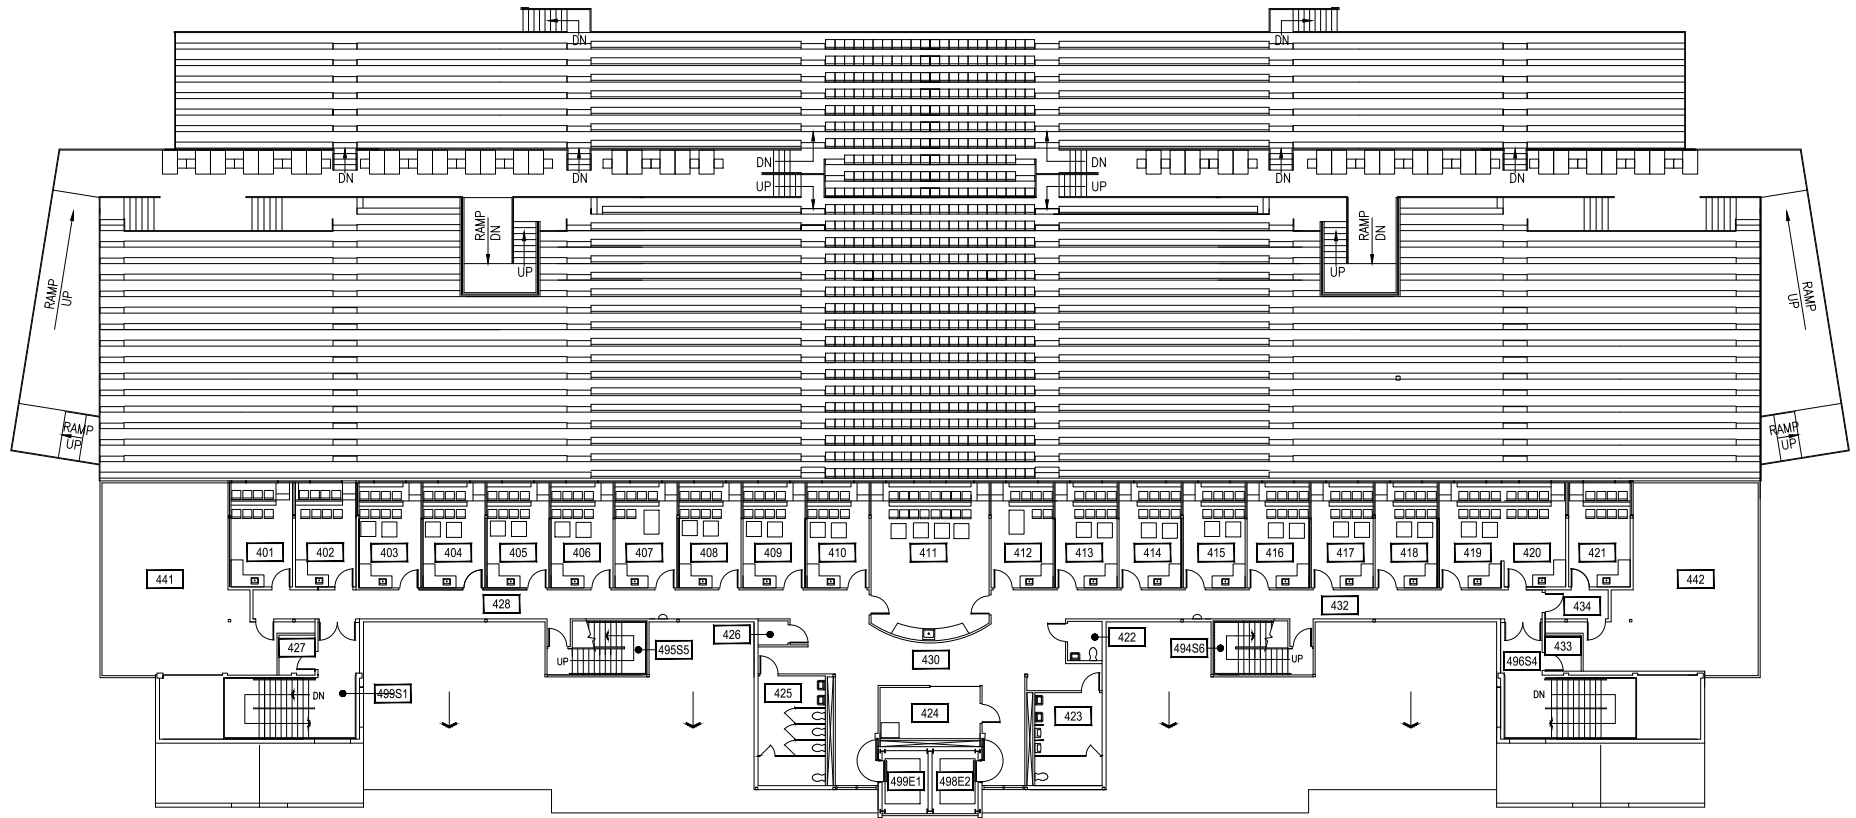 DN
DN
DN
DN
UP
UP
DN
DN
DN
DN
RAMP
DN
UP
RAMP
DN
UP
RAMP
UP
RAMP
UP
RAMP
UP
RAMP
UP
401
402
403
404
405
406
407
408
409
410
411
412
413
414
415
416
417
418
419
420
421
441
442
428
432
434
426
422
427
495S5
494S6
433
UP
UP
430
496S4
499S1
DN
DN
425
424
423
499E1
498E2